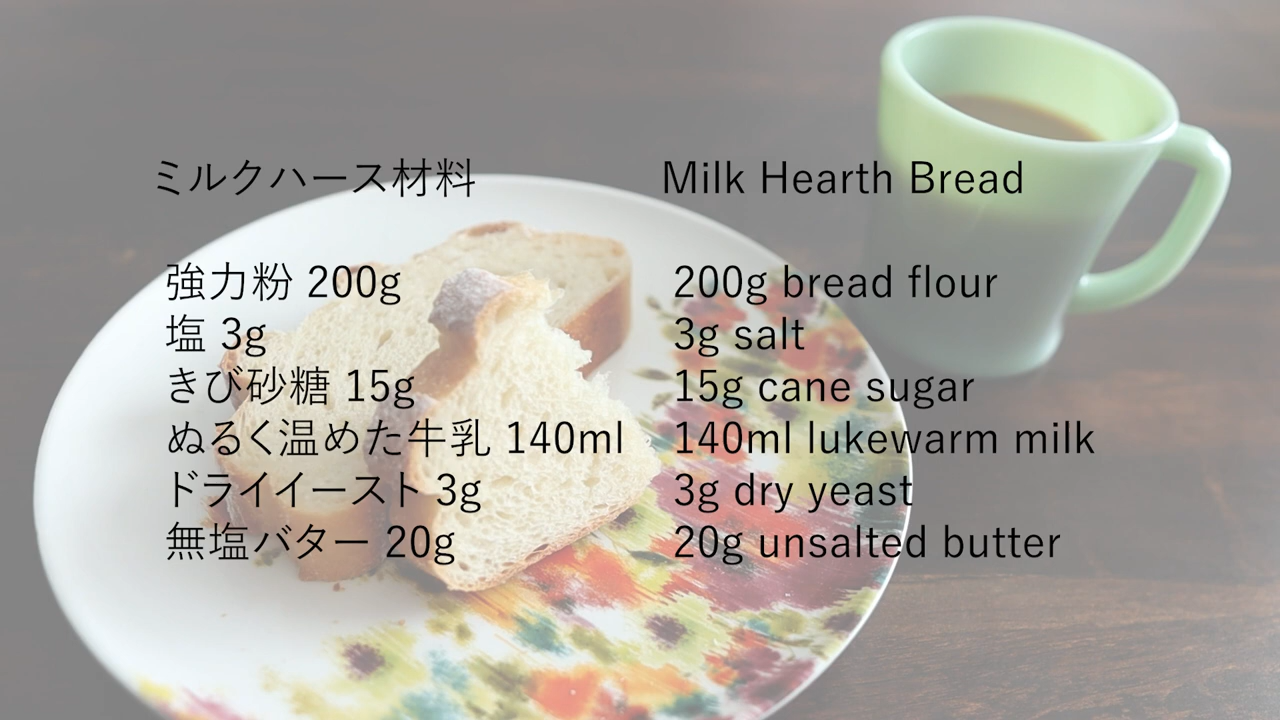 ミルクハース材料
強力粉 200g
塩 3g
きび砂糖 15g
ぬるく温めた牛乳 140ml
ドライイースト 3g
無塩バター 20g
Milk Hearth Bread
200g bread flour
3g salt
15g cane sugar
140ml lukewarm milk
3g dry yeast
20g unsalted butter